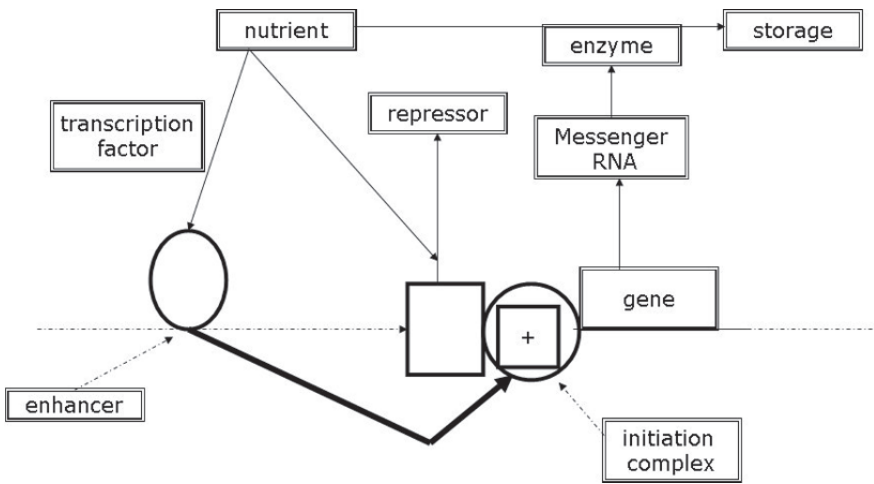 nutrient
storage
enzyme
transcription
factor
repressor
Messenger
RNA
gene
+
enhancer
initiation
complex